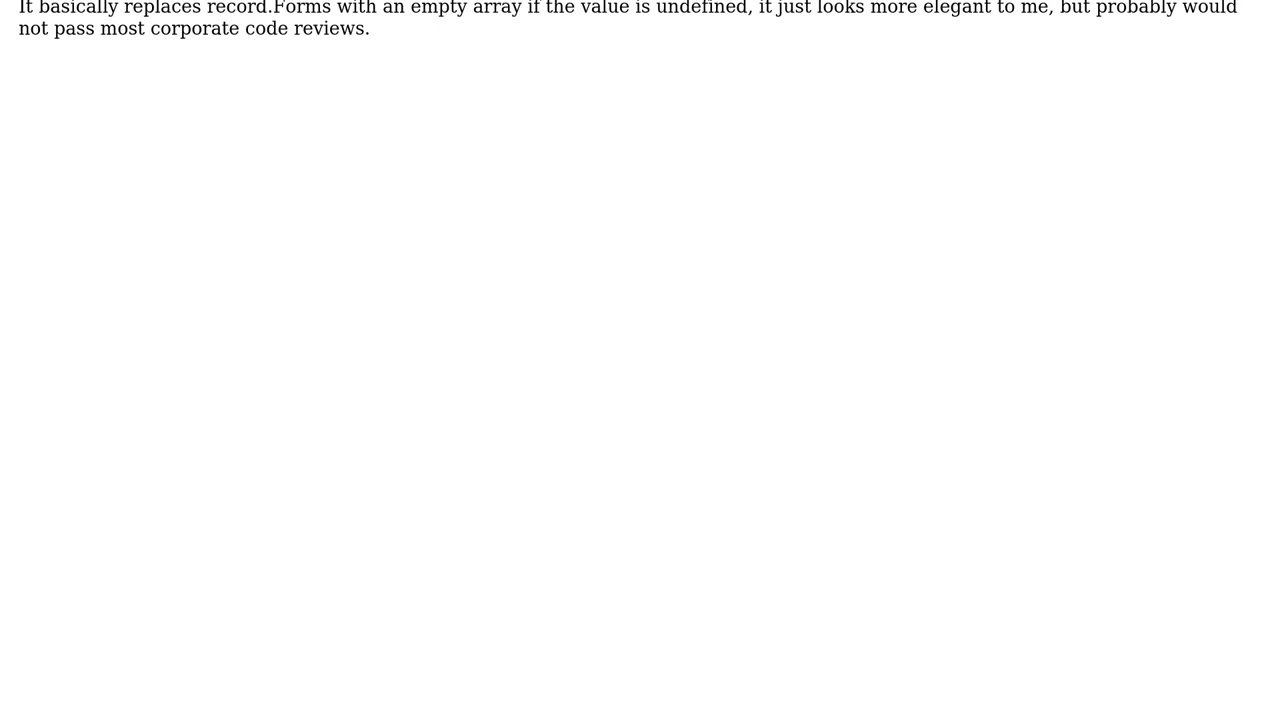 It basically replaces record.Forms with an empty array if the value is undefined, it just looks more elegant to me, but probably would
not pass most corporate code reviews.